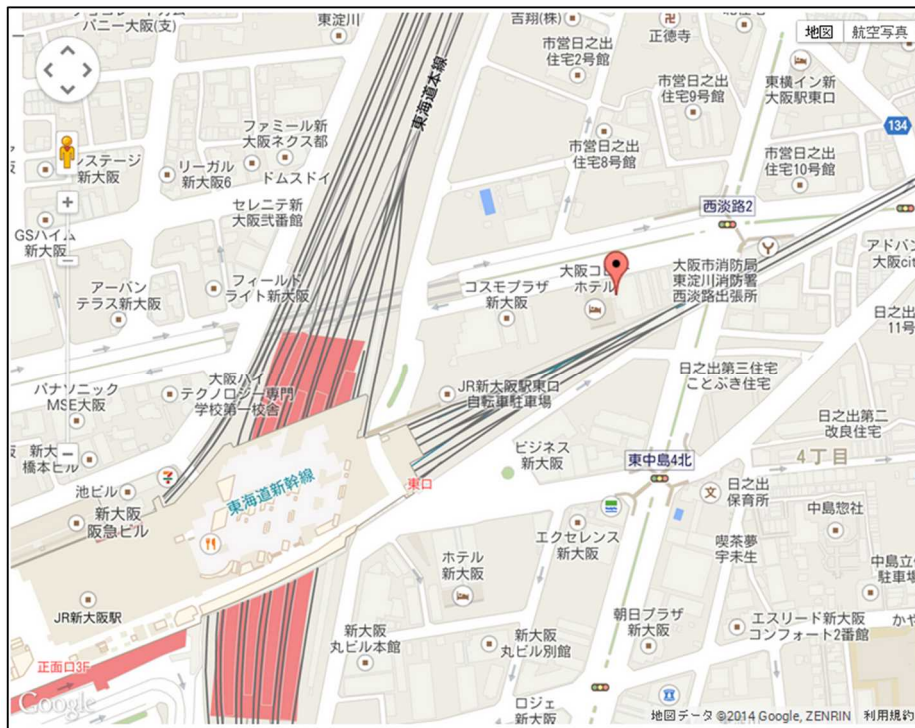 バニー大阪(支)
東淀川
吉翔(株)
正徳寺
地図
航空写真
市営日之出
住宅2号館
東海道本線
市営日之出
住宅9号館
東横イン新
大阪駅東口
134
ファミール新
大阪ネクス都
ドムスドイ
市営日之出
住宅8号館
市営日之出
住宅10号館
レステージ
新大阪
リーガル
新大阪6
セレニテ新
大阪弐番館
西淡路2
GSハイム
新大阪
アドバン
大阪cit
フィールド
ライト新大阪
アーバン
テラス新大阪
コスモプラザ
新大阪
大阪コロ
ホテル
大阪市消防局
東淀川消防署
西淡路出張所
日之出
11号
日之出第三住宅
ことぶき住宅
パナソニック
MSE大阪
大阪ハイ
テクノロジー専門
学校第一校舎
JR新大阪駅東口
自転車駐車場
日之出第二
改良住宅
新大
橋本ビル
ビジネス
新大阪
東中島4北
4丁目
池ビル
東海道新幹線
東口
日之出
保育所
中島惣社
新大阪
阪急ビル
エクセレンス
新大阪
喫茶夢
宇未生
ホテル
新大阪
中島立体
駐車場
JR新大阪駅
新大阪
丸ビル本館
新大阪
丸ビル別館
朝日プラザ
新大阪
エスリード新大阪
コンフォート2番館
かや
正面口3F
Google
ロジェ
新大阪
地図データ ©2014 Google, ZENRIN
利用規約